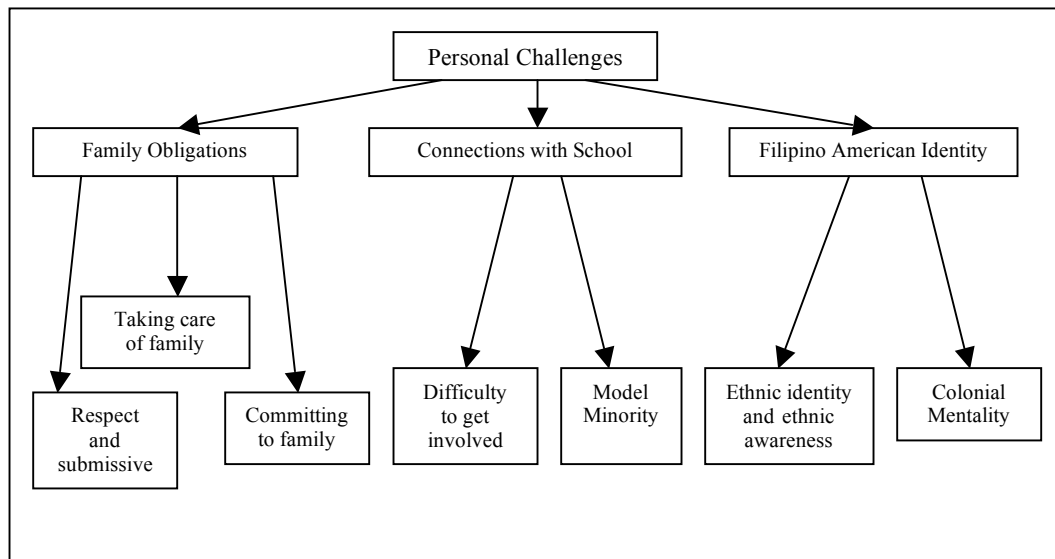 Personal Challenges
Family Obligations
Connections with School
Filipino American Identity
Taking care
of family
Respect
and
submissive
Committing
to family
Difficulty
to get
involved
Model
Minority
Ethnic identity
and ethnic
awareness
Colonial
Mentality